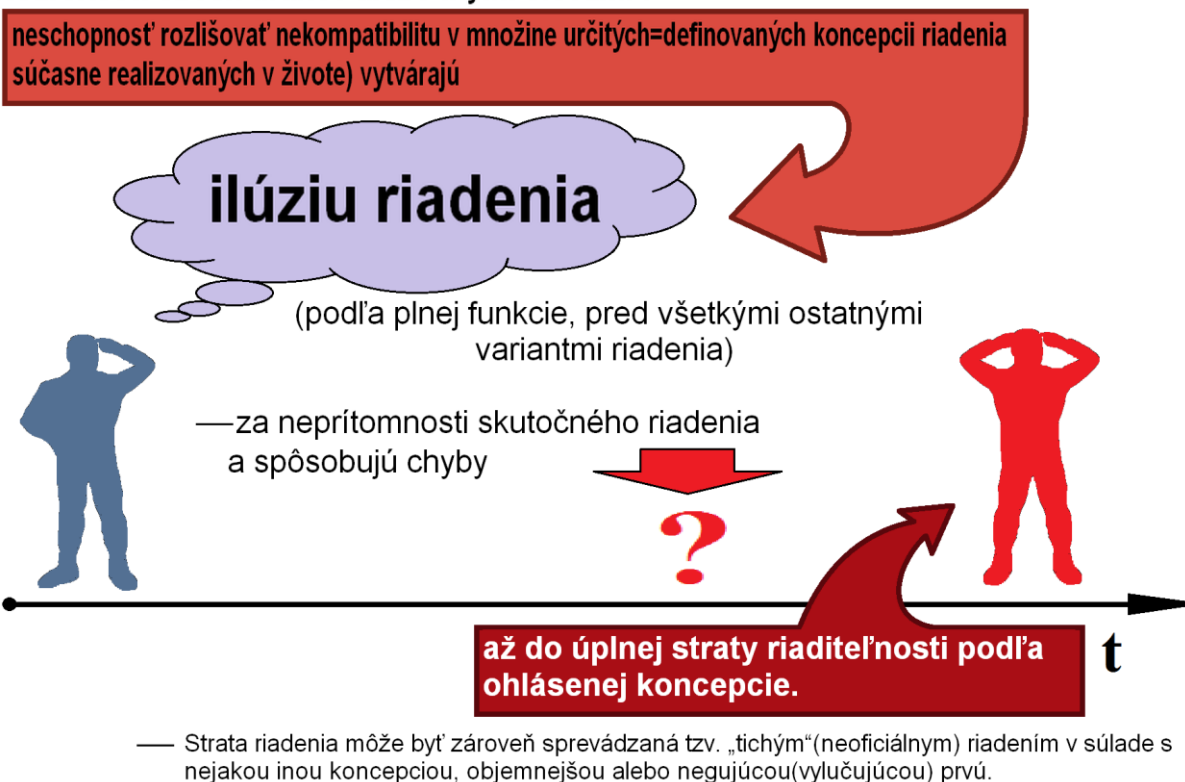 neschopnosť rozlišovať nekompatibilitu v množine určitých=definovaných koncepcii riadenia
súčasne realizovaných v živote) vytvárajú
ilúziu riadenia
(podľa plnej funkcie, pred všetkými ostatnými
variantmi riadenia)
—za neprítomnosti skutočného riadenia
a spôsobujú chyby
?
až do úplnej straty riaditeľnosti podľa
ohlásenej koncepcie.
t
— Strata riadenia môže byť zároveň sprevádzaná tzv. „tichým“(neoficiálnym) riadením v súlade s
nejakou inou koncepciou, objemnejšou alebo negujúcou(vylučujúcou) prvú.